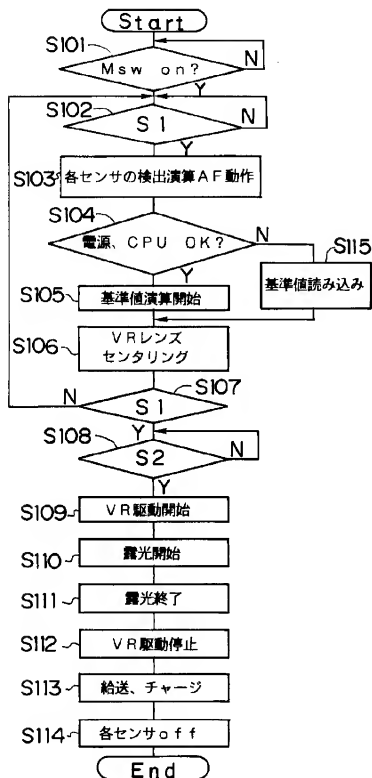 Start
S101
Msw on?
N
Y
S102
S1
N
Y
S103
各センサの検出演算AF動作
S104
電源、CPU OK?
N
S115
Y
基準値読み込み
S105
基準値演算開始
S106
VRレンズ
センタリング
S107
N
S1
Y
S108
S2
N
Y
S109
VR駆動開始
S110
露光開始
S111
露光終了
S112
VR駆動停止
S113
給送、チャージ
S114
各センサoff
End